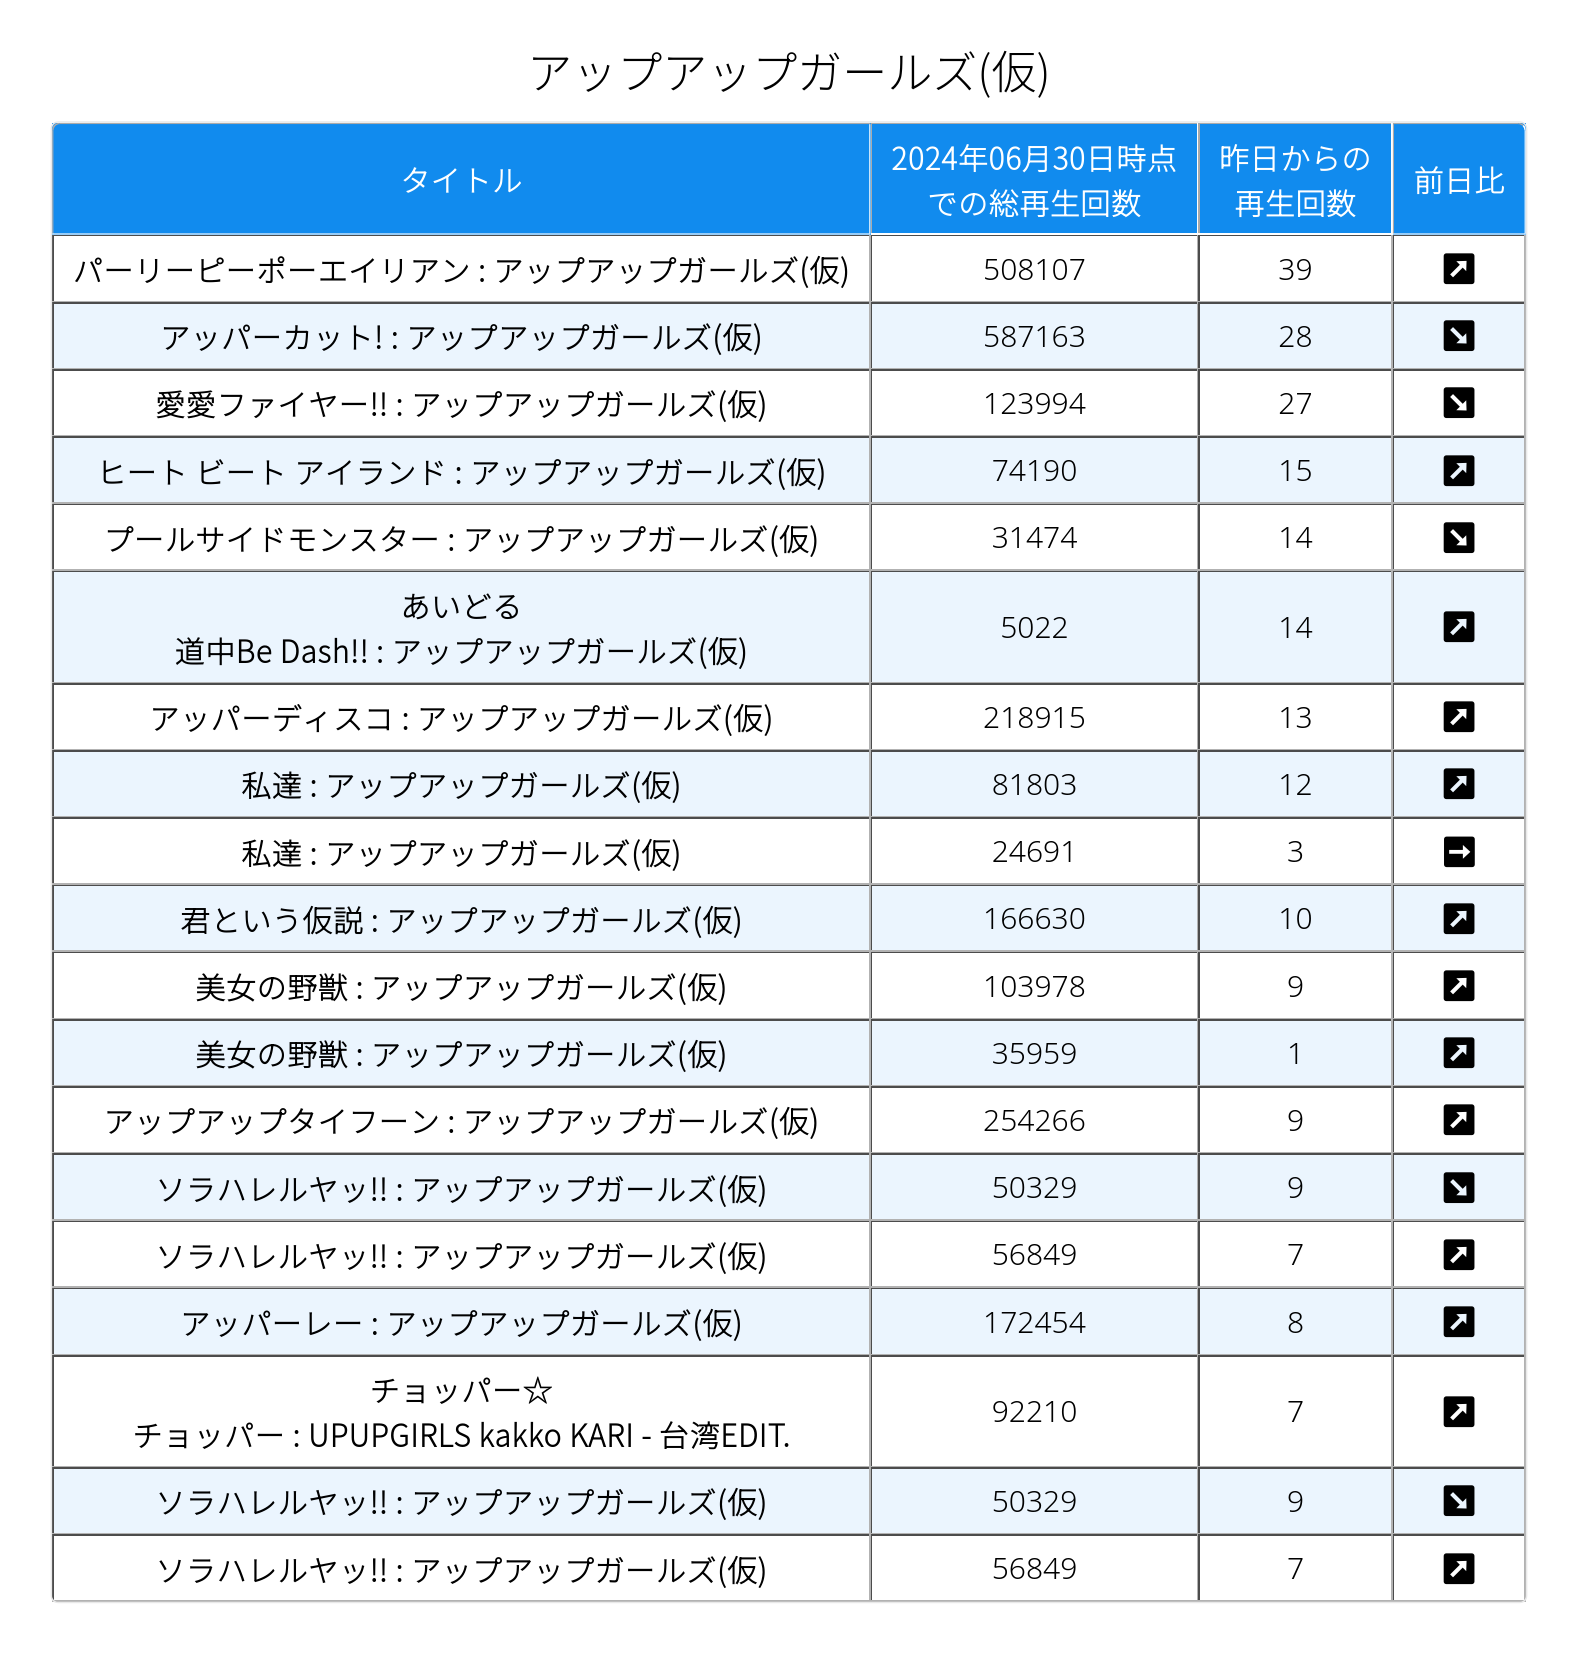 アップアップガールズ(仮)
タイトル
2024年06月30日時点
での総再生回数
昨日からの
再生回数
前日比
パーリーピーポーエイリアン : アップアップガールズ(仮) 508107 39
アッパーカット! : アップアップガールズ(仮) 587163 28
愛愛ファイヤー!! : アップアップガールズ(仮) 123994 27
ヒート ビート アイランド : アップアップガールズ(仮) 74190 15
プールサイドモンスター : アップアップガールズ(仮) 31474 14
あいどる
道中Be Dash!! : アップアップガールズ(仮) 5022 14
アッパーディスコ : アップアップガールズ(仮) 218915 13
私達 : アップアップガールズ(仮) 81803 12
私達 : アップアップガールズ(仮) 24691 3
君という仮説 : アップアップガールズ(仮) 166630 10
美女の野獣 : アップアップガールズ(仮) 103978 9
美女の野獣 : アップアップガールズ(仮) 35959 1
アップアップタイフーン : アップアップガールズ(仮) 254266 9
ソラハレルヤッ!! : アップアップガールズ(仮) 50329 9
ソラハレルヤッ!! : アップアップガールズ(仮) 56849 7
アッパーレー : アップアップガールズ(仮) 172454 8
チョッパー☆
チョッパー : UPUPGIRLS kakko KARI - 台湾EDIT. 92210 7
ソラハレルヤッ!! : アップアップガールズ(仮) 50329 9
ソラハレルヤッ!! : アップアップガールズ(仮) 56849 7